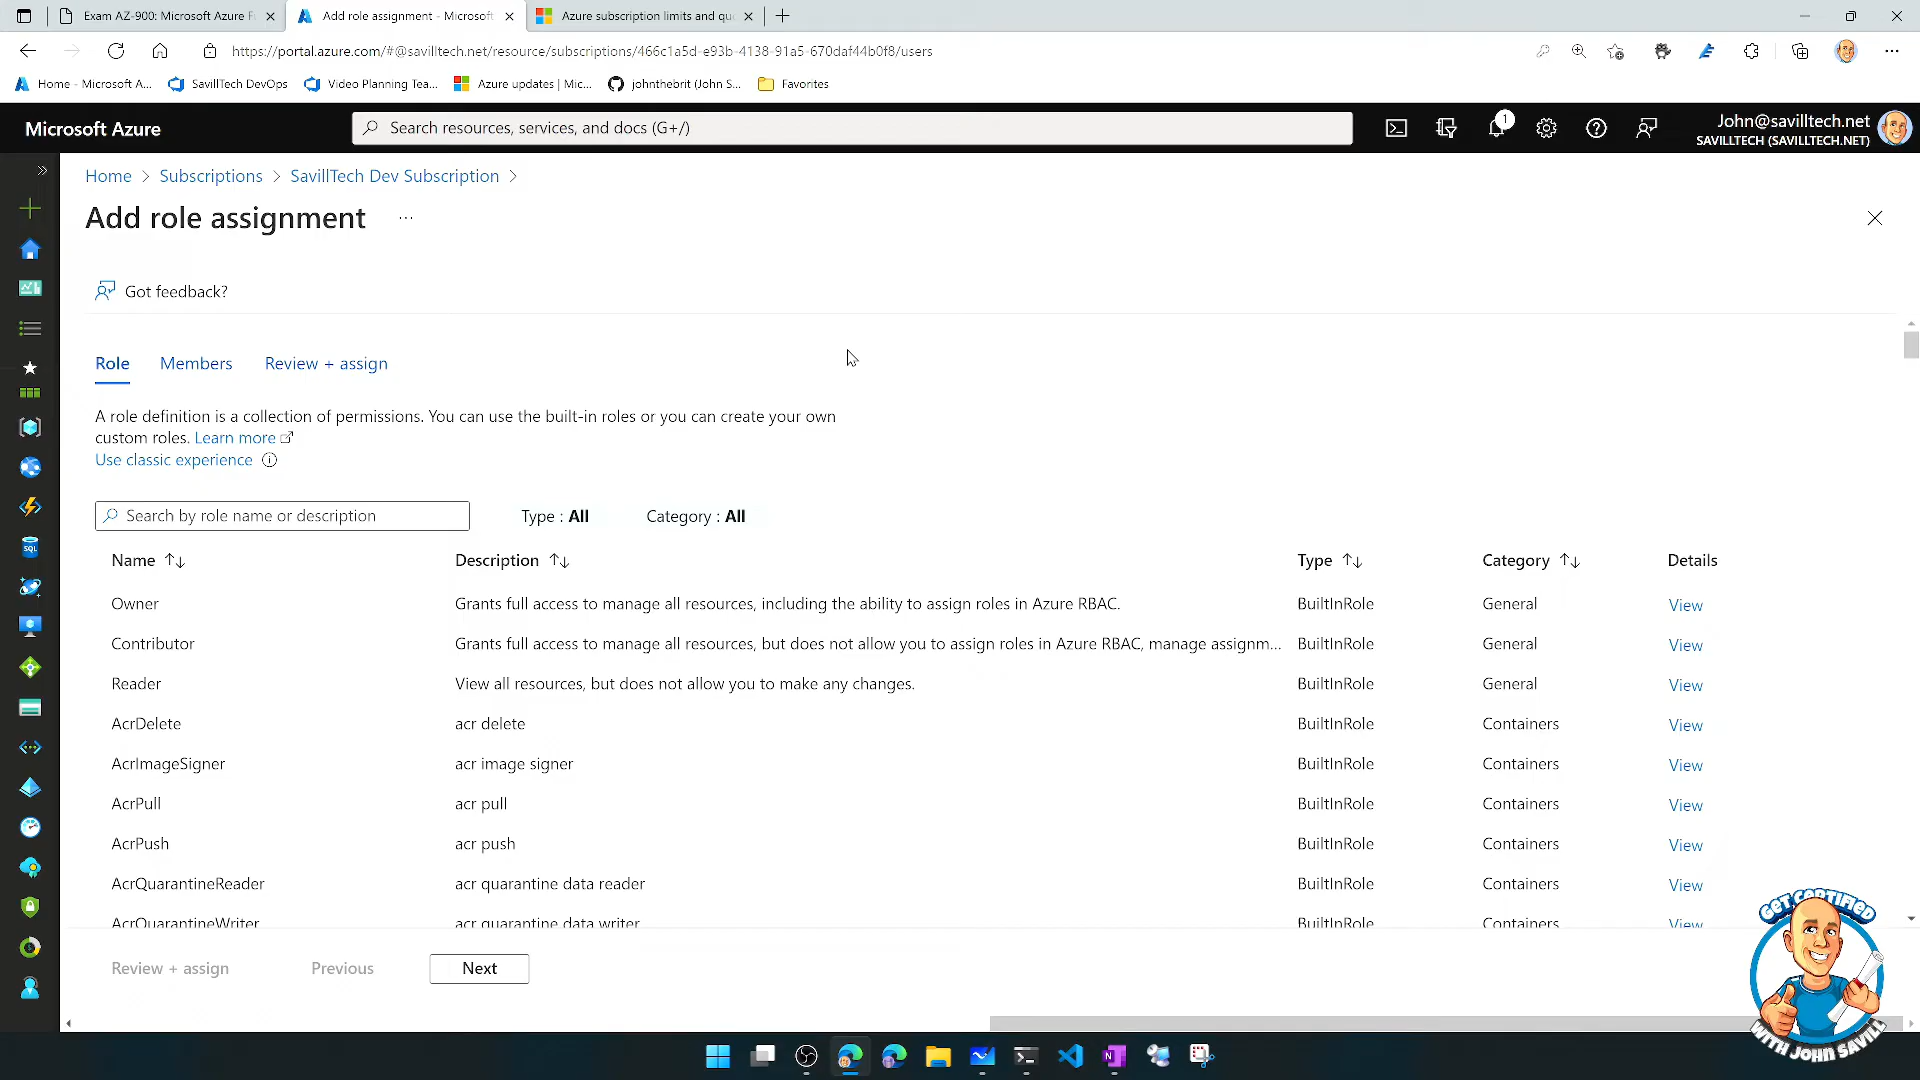 Exam AZ-900: Microsoft Azure F
Add role assignment - Microsoft
Azure subscription limits and qu
https://portal.azure.com/#@savilltech.net/resource/subscriptions/466c1a5d-e93b-4138-91a5-670daf44b0f8/users
Home - Microsoft A...
SavillTech DevOps
Video Planning Tea...
Azure updates | Mic...
johnthebrit (John S...
Favorites
Microsoft Azure
Search resources, services, and docs (G+/)
1
John@savilltech.net
SAVILLTECH (SAVILLTECH.NET)
Home > Subscriptions > SavillTech Dev Subscription >
Add role assignment ...
Got feedback?
Role Members Review + assign
A role definition is a collection of permissions. You can use the built-in roles or you can create your own
custom roles. Learn more
Use classic experience
Search by role name or description
Type : All
Category : All
Name Description Type Category Details
Owner Grants full access to manage all resources, including the ability to assign roles in Azure RBAC. BuiltInRole General View
Contributor Grants full access to manage all resources, but does not allow you to assign roles in Azure RBAC, manage assignm... BuiltInRole General View
Reader View all resources, but does not allow you to make any changes. BuiltInRole General View
AcrDelete acr delete BuiltInRole Containers View
AcrImageSigner acr image signer BuiltInRole Containers View
AcrPull acr pull BuiltInRole Containers View
AcrPush acr push BuiltInRole Containers View
AcrQuarantineReader acr quarantine data reader BuiltInRole Containers View
AcrQuarantineWriter acr quarantine data writer BuiltInRole Containers View
Review + assign Previous Next
SQL
GET CERTIFIED
WITH JOHN SAVILL